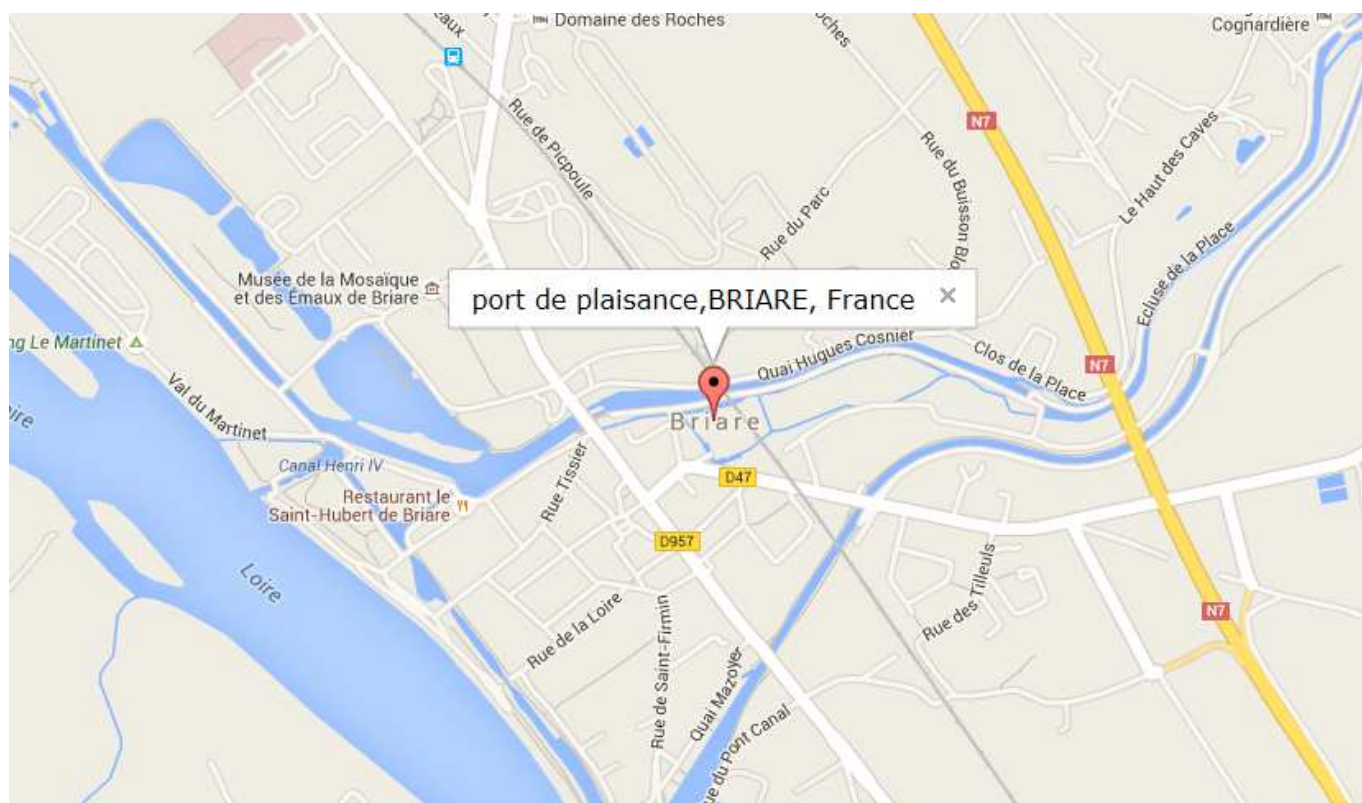 Domaine des Roches
Cognardière
Rue de Picpoule
N7
Rue du Parc
Le Haut des Caves
Musée de la Mosaïque
et des Émaux de Briare
port de plaisance,BRIARE, France
×
Ecluse de la Place
Quai Hugues Cosnier
Clos de la Place
N7
Le Martinet
Val du Martinet
Briare
Canal Henri IV
Restaurant le
Saint-Hubert de Briare
Rue Tissier
D47
D957
Loire
Rue des Tilleuls
N7
Rue de la Loire
Rue de Saint-Firmin
Quai Mazoyer
du Pont Canal
Rue du Buisson